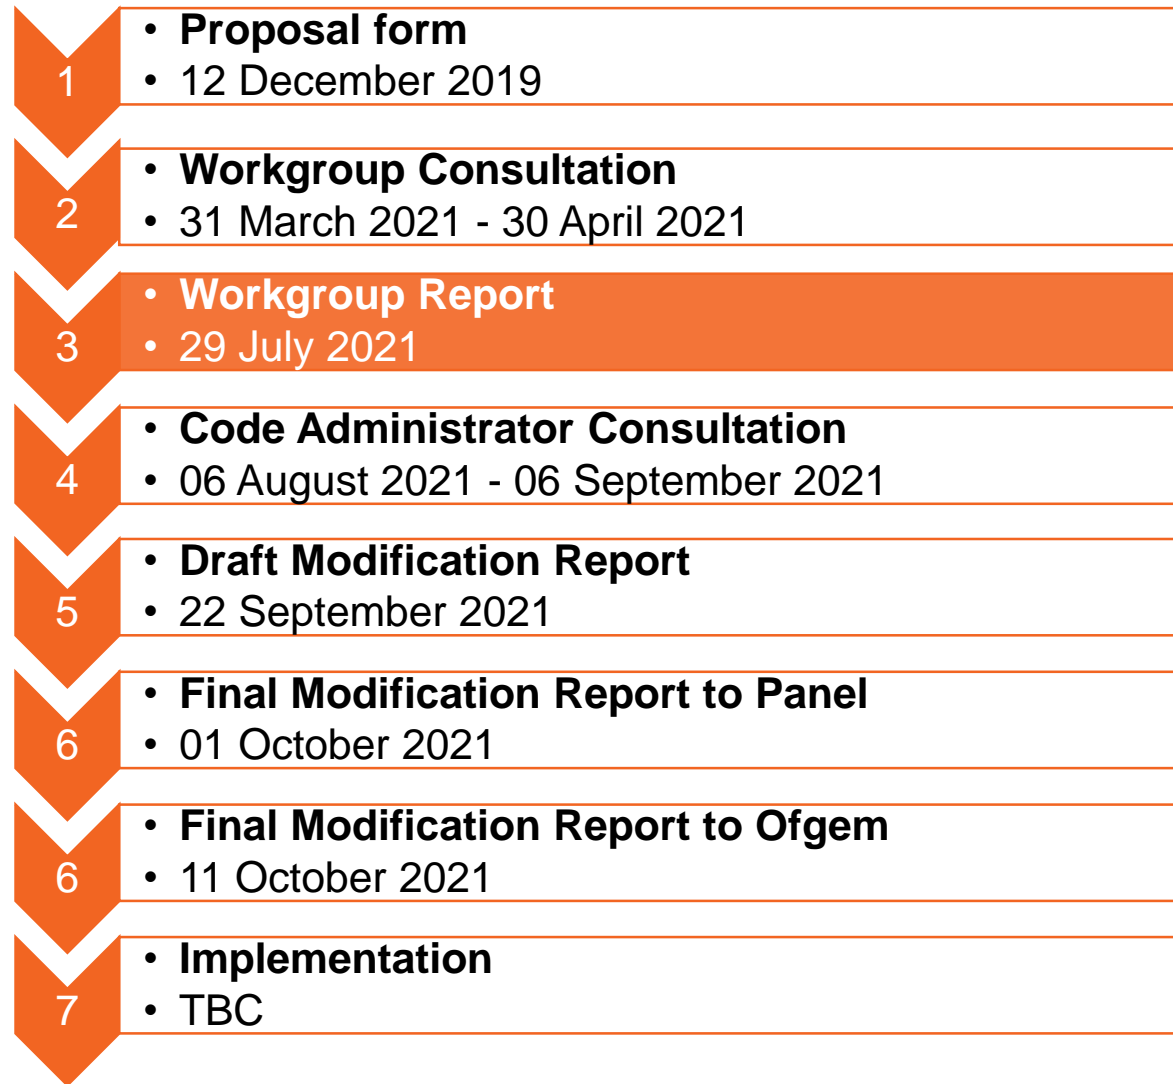 1
• Proposal form
• 12 December 2019
2
• Workgroup Consultation
• 31 March 2021 - 30 April 2021
3
• Workgroup Report
• 29 July 2021
4
• Code Administrator Consultation
• 06 August 2021 - 06 September 2021
5
• Draft Modification Report
• 22 September 2021
6
• Final Modification Report to Panel
• 01 October 2021
6
• Final Modification Report to Ofgem
• 11 October 2021
7
• Implementation
• TBC